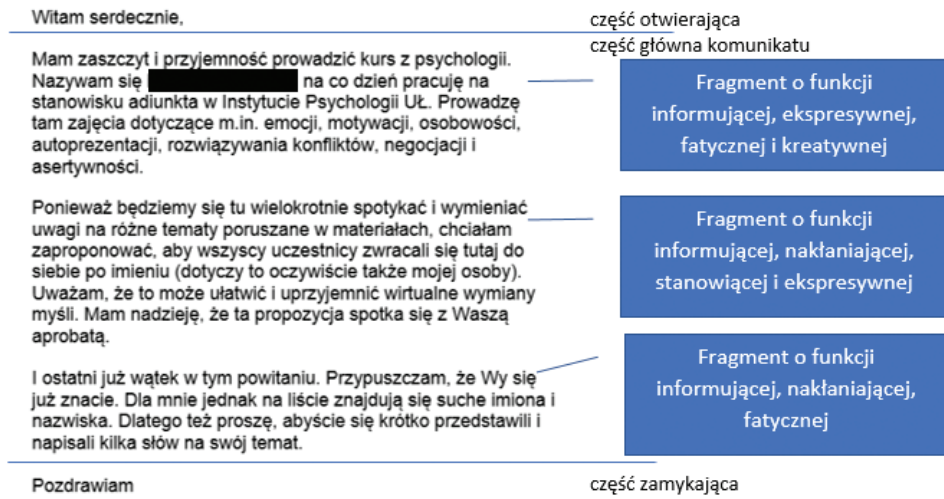 Witam serdecznie,
część otwierająca
część główna komunikatu
Mam zaszczyt i przyjemność prowadzić kurs z psychologii.
Nazywam się na co dzień pracuję na
stanowisku adiunkta w Instytucie Psychologii UŁ. Prowadzę
tam zajęcia dotyczące m.in. emocji, motywacji, osobowości,
autoprezentacji, rozwiązywania konfliktów, negocjacji i
asertywności.
Fragment o funkcji
informującej, ekspresywnej,
fatycznej i kreatywnej
Ponieważ będziemy się tu wielokrotnie spotykać i wymieniać
uwagi na różne tematy poruszane w materiałach, chciałam
zaproponować, aby wszyscy uczestnicy zwracali się tutaj do
siebie po imieniu (dotyczy to oczywiście także mojej osoby).
Uważam, że to może ułatwić i uprzyjemnić wirtualne wymiany
myśli. Mam nadzieję, że ta propozycja spotka się z Waszą
aprobatą.
Fragment o funkcji
informującej, nakłaniającej,
stanowiącej i ekspresywnej
I ostatni już wątek w tym powitaniu. Przypuszczam, że Wy się
już znacie. Dla mnie jednak na liście znajdują się suche imiona i
nazwiska. Dlatego też proszę, abyście się krótko przedstawili i
napisali kilka słów na swój temat.
Fragment o funkcji
informującej, nakłaniającej,
fatycznej
Pozdrawiam
część zamykająca